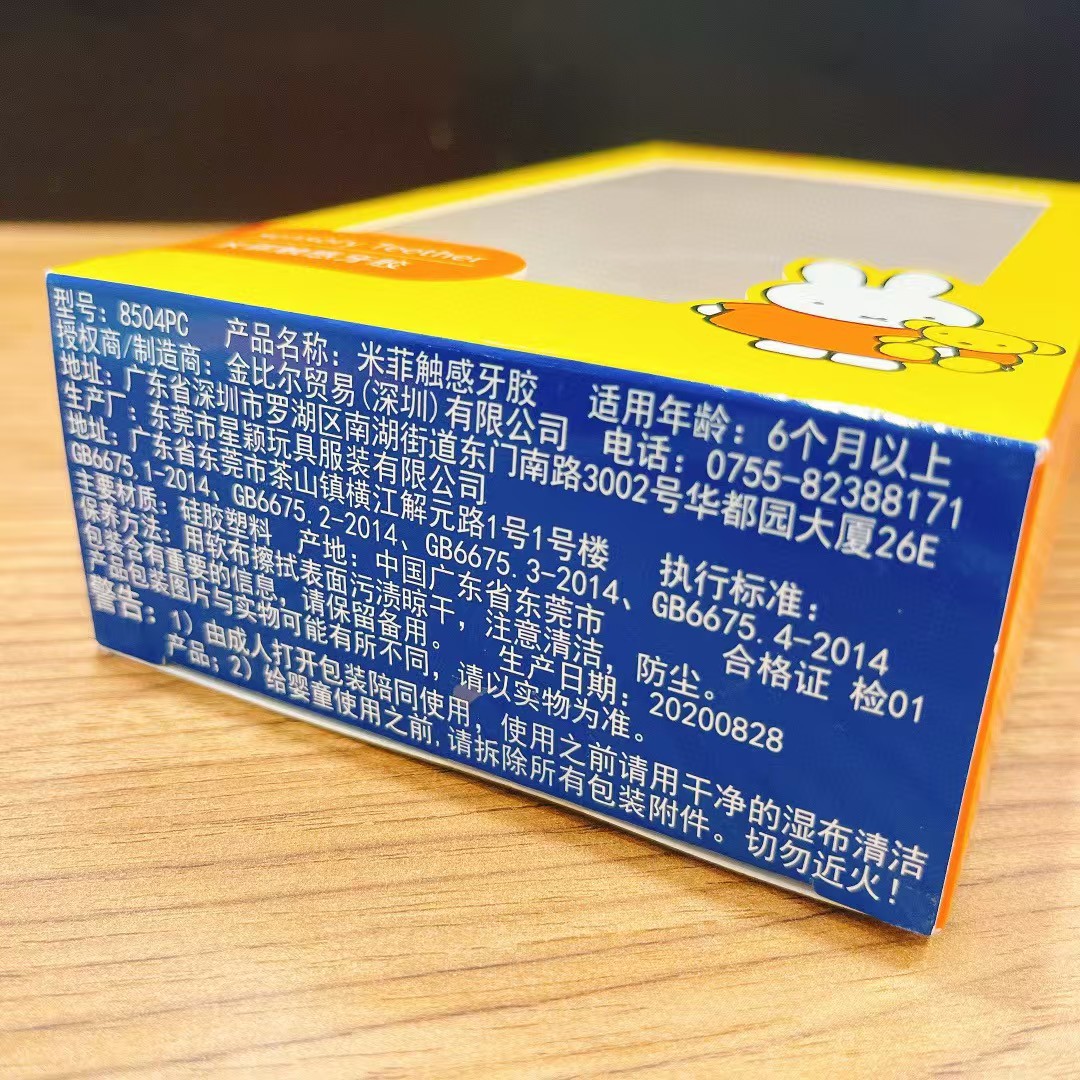 Sensory Teether
米菲触感牙胶
型号：8504PC 产品名称：米菲触感牙胶 适用年龄：6个月以上
授权商/制造商：金比尔贸易(深圳)有限公司 电话：0755-82388171
地址：广东省深圳市罗湖区南湖街道东门南路3002号华都园大厦26E
生产厂：东莞市星颖玩具服装有限公司
地址：广东省东莞市茶山镇横江解元路1号1号楼 执行标准：
GB6675.1-2014、GB6675.2-2014、GB6675.3-2014、GB6675.4-2014
主要材质：硅胶塑料 产地：中国广东省东莞市 合格证 检01
保养方法：用软布擦拭表面污渍晾干，注意清洁，防尘。
包装含有重要的信息，请保留备用。 生产日期：20200828
产品包装图片与实物可能有所不同，请以实物为准。
警告：1）由成人打开包装陪同使用，使用之前请用干净的湿布清洁
产品；2）给婴童使用之前,请拆除所有包装附件。切勿近火！